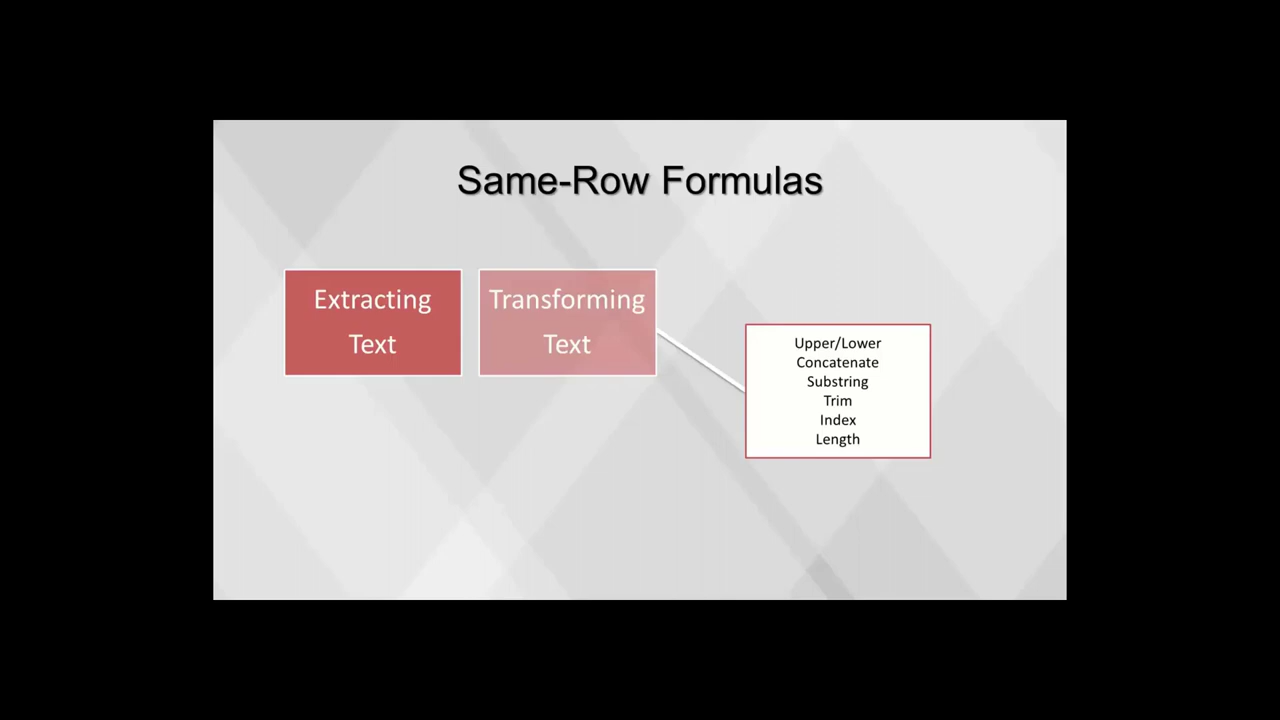 Same-Row Formulas
Extracting
Text
Transforming
Text
Upper/Lower
Concatenate
Substring
Trim
Index
Length